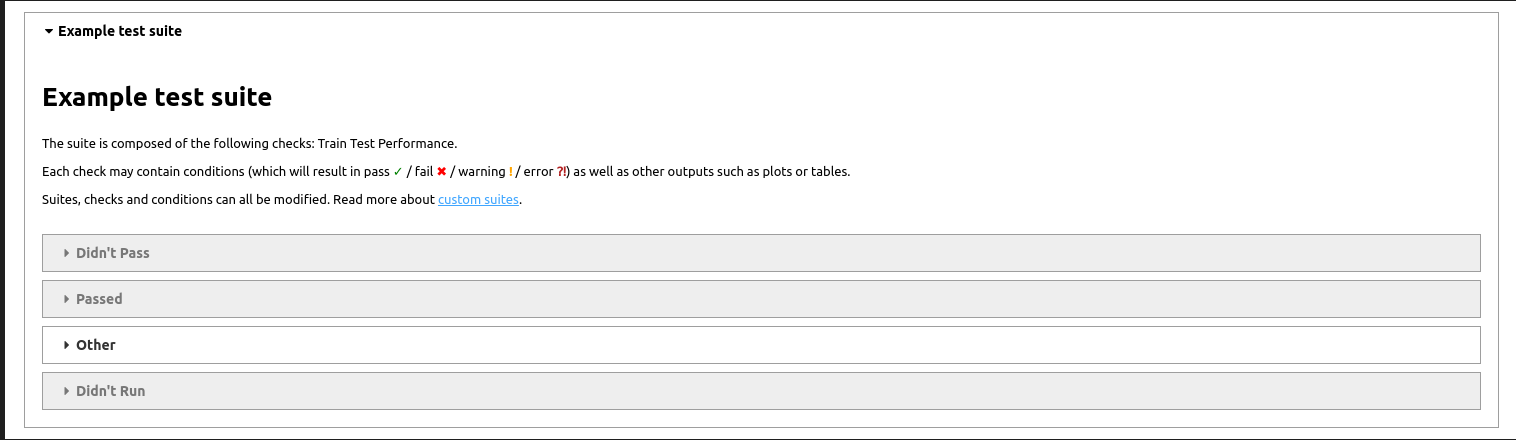 Example test suite
Example test suite
The suite is composed of the following checks: Train Test Performance.
Each check may contain conditions (which will result in pass ✓ / fail ✖ / warning ! / error ?!) as well as other outputs such as plots or tables.
Suites, checks and conditions can all be modified. Read more about custom suites.
Didn't Pass
Passed
Other
Didn't Run